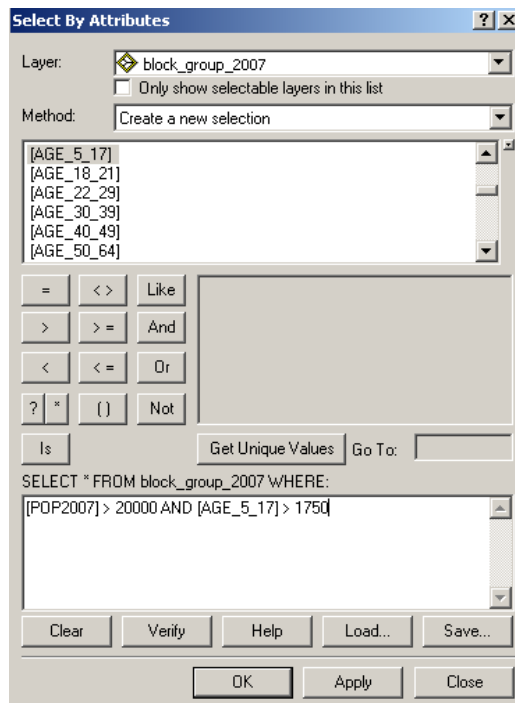 Select By Attributes ? X
Layer: block_group_2007
Only show selectable layers in this list
Method: Create a new selection
[AGE_5_17]
[AGE_18_21]
[AGE_22_29]
[AGE_30_39]
[AGE_40_49]
[AGE_50_64]
= < > Like
> > = And
< < = Or
? * ( ) Not
Is Get Unique Values Go To:
SELECT * FROM block_group_2007 WHERE:
[POP2007] > 20000 AND [AGE_5_17] > 1750
Clear Verify Help Load... Save...
OK Apply Close